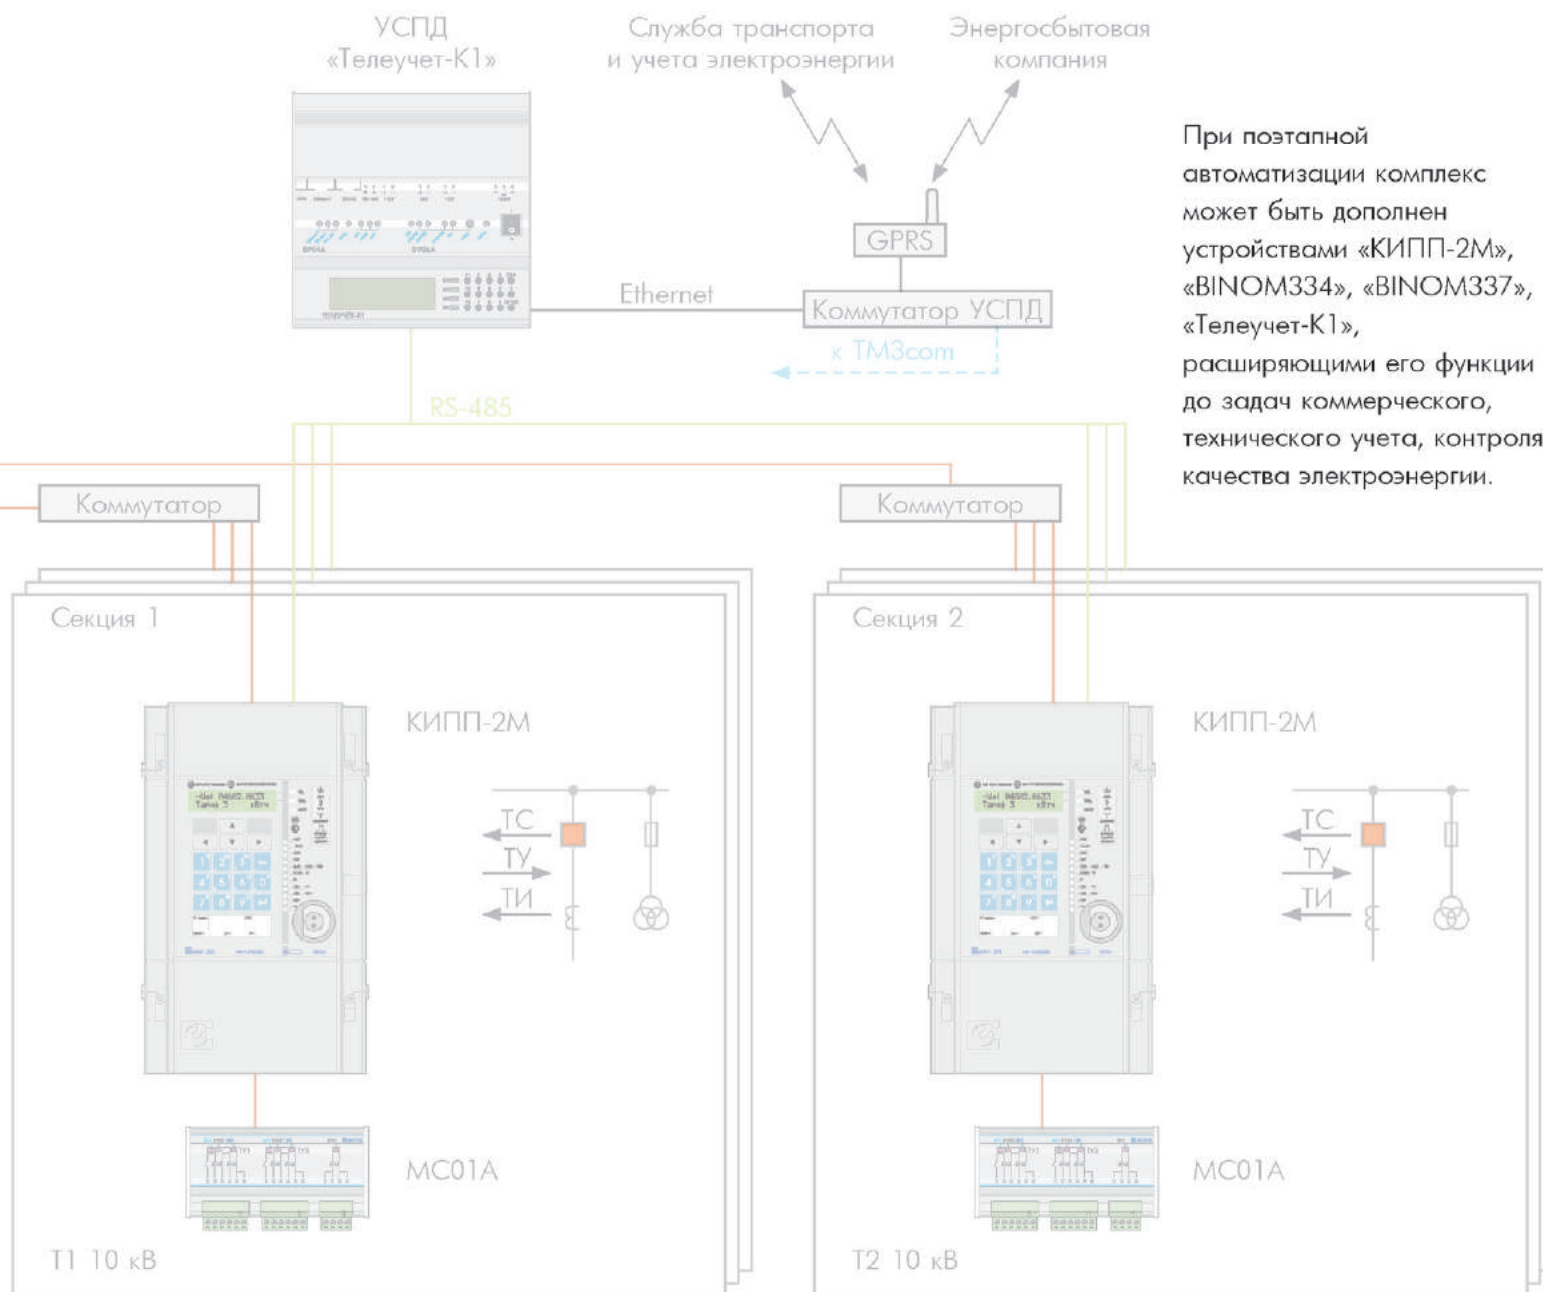 УСПД
«Телеучет-К1»
Служба транспорта
и учета электроэнергии
Энергосбытовая
компания
При поэтапной
автоматизации комплекс
может быть дополнен
устройствами «КИПП-2М»,
«BINOM334», «BINOM337»,
«Телеучет-К1»,
расширяющими его функции
до задач коммерческого,
технического учета, контроля
качества электроэнергии.
GPRS
Ethernet
Коммутатор УСПД
к ТМ3com
RS-485
Коммутатор
Коммутатор
Секция 1
Секция 2
КИПП-2М
КИПП-2М
ТС
ТУ
ТИ
ТС
ТУ
ТИ
МС01А
МС01А
Т1 10 кВ
Т2 10 кВ